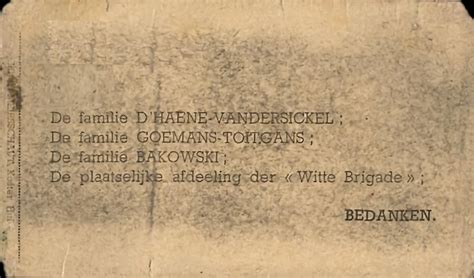 De familie D'HAENE-VANDERSICKEL ;
De familie GOEMANS-TOITGANS ;
De familie BAKOWSKI ;
De plaatselijke afdeeling der « Witte Brigade » ;
BEDANKEN.